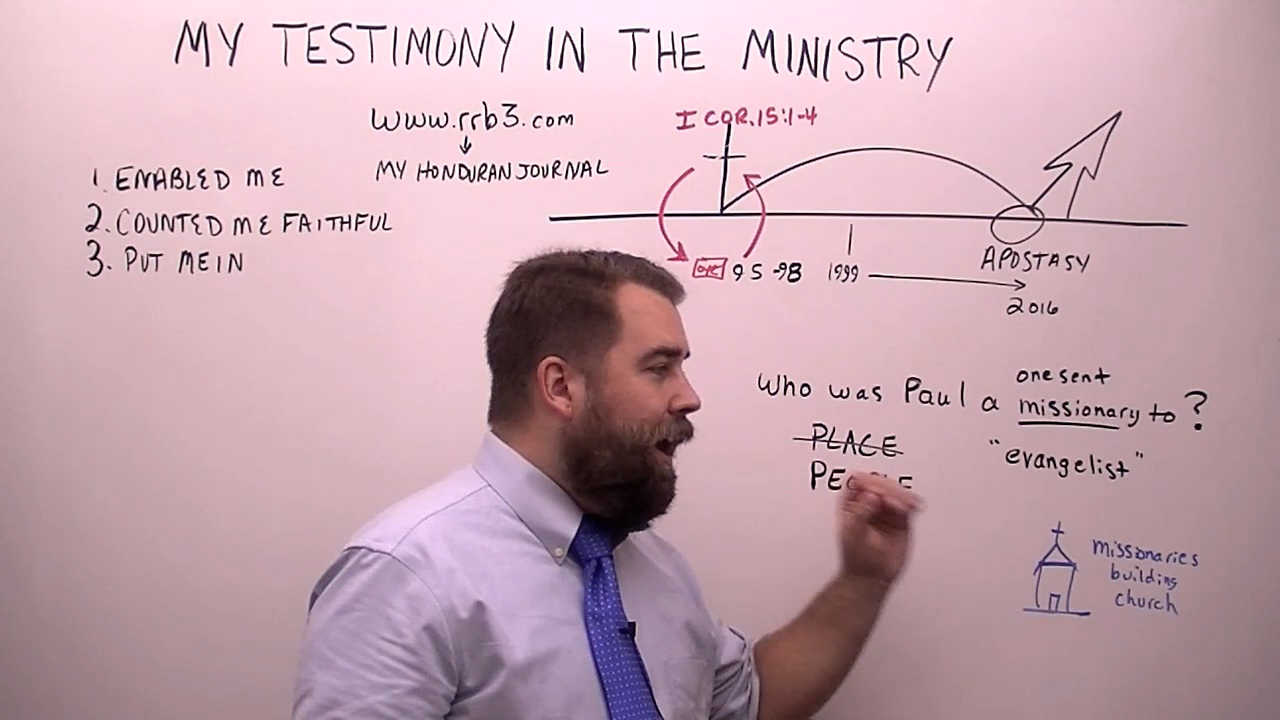 MY TESTIMONY IN THE MINISTRY
www.rrb3.com
MY HONDURAN JOURNAL
1. ENABLED ME
2. COUNTED ME FAITHFUL
3. PUT ME IN
I COR. 15:1-4
95-98
1999
APOSTASY
2016
one sent
Who was Paul a missionary to?
PLACE
"evangelist"
missionaries
building
church